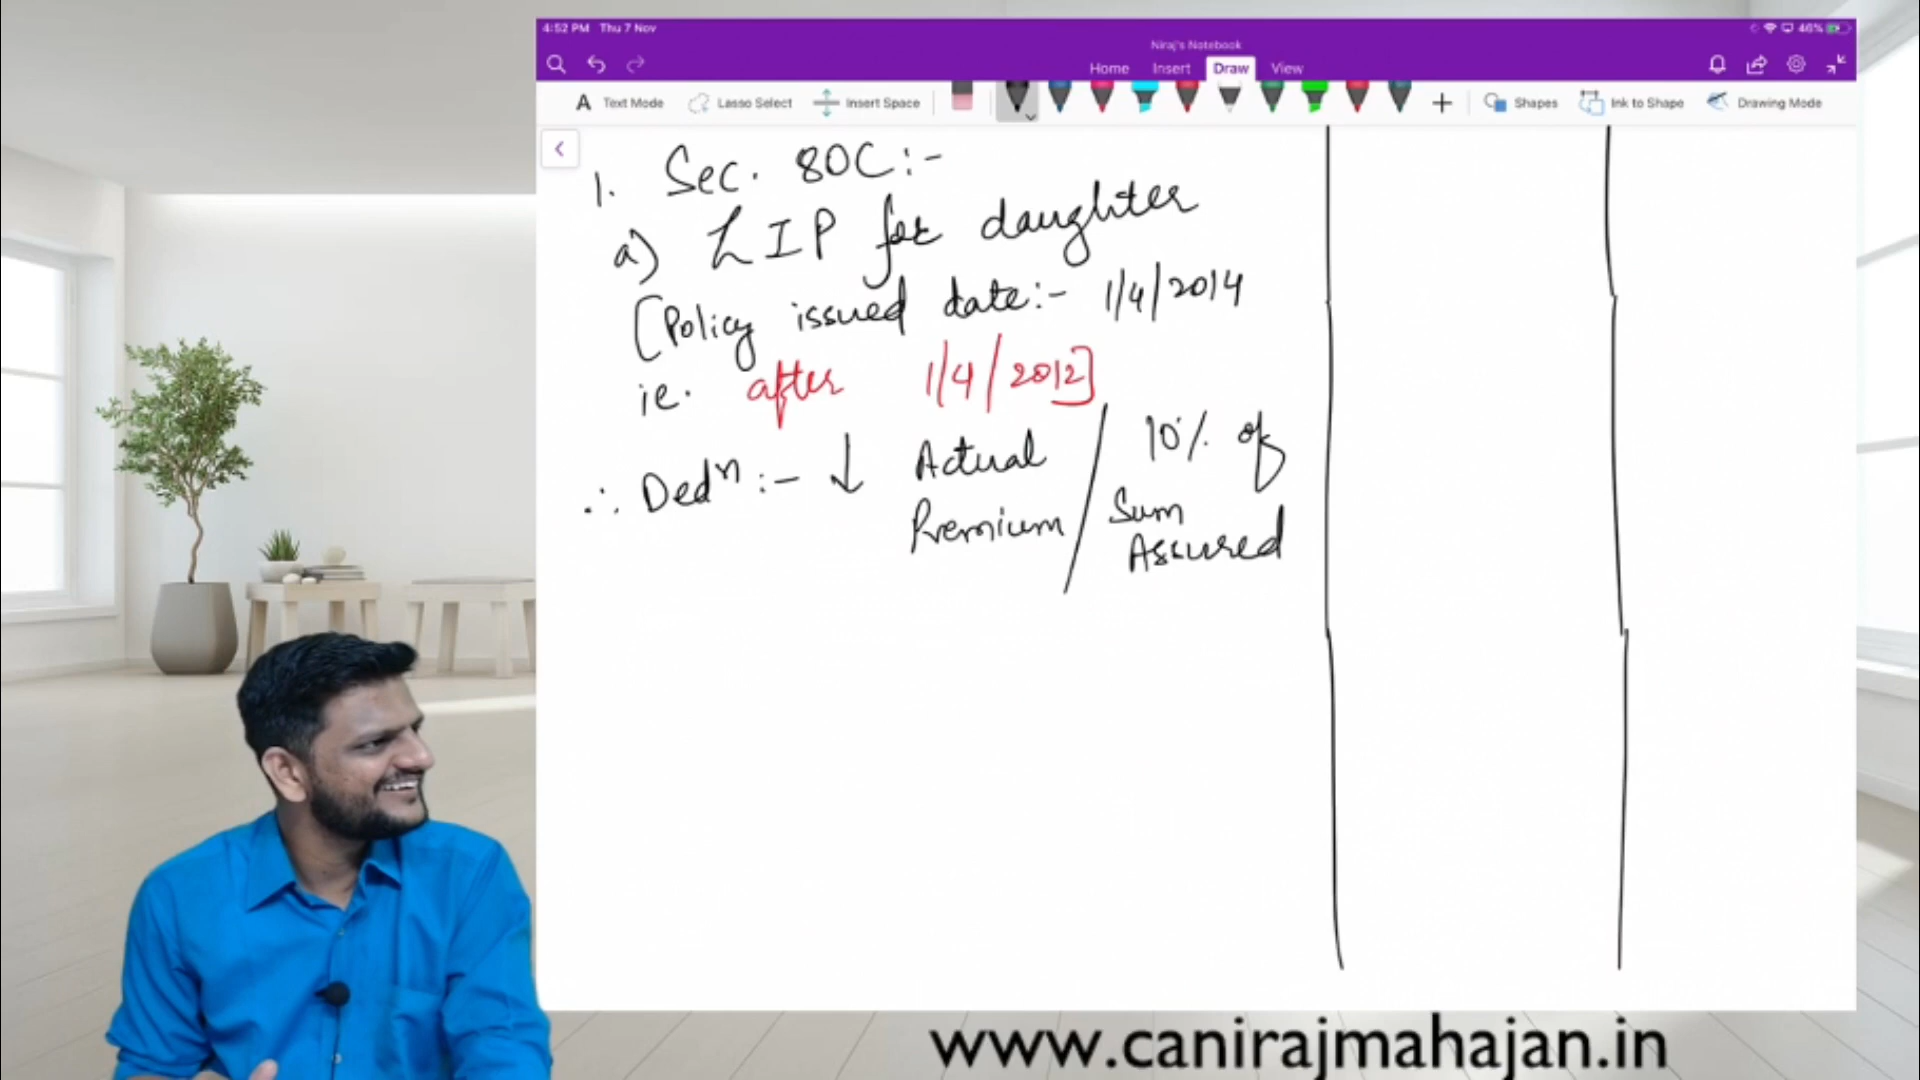 4:52 PM Thu 7 Nov
46%
Niraj's Notebook
Home Insert Draw View
Text Mode Lasso Select Insert Space Shapes Ink to Shape Drawing Mode
1. Sec. 80C:-
a) LIP for daughter
[Policy issued date:- 1/4/2014
ie. after 1/4/2012]
∴ Dedⁿ :- ↓ Actual Premium / 10% of Sum Assured
www.canirajmahajan.in